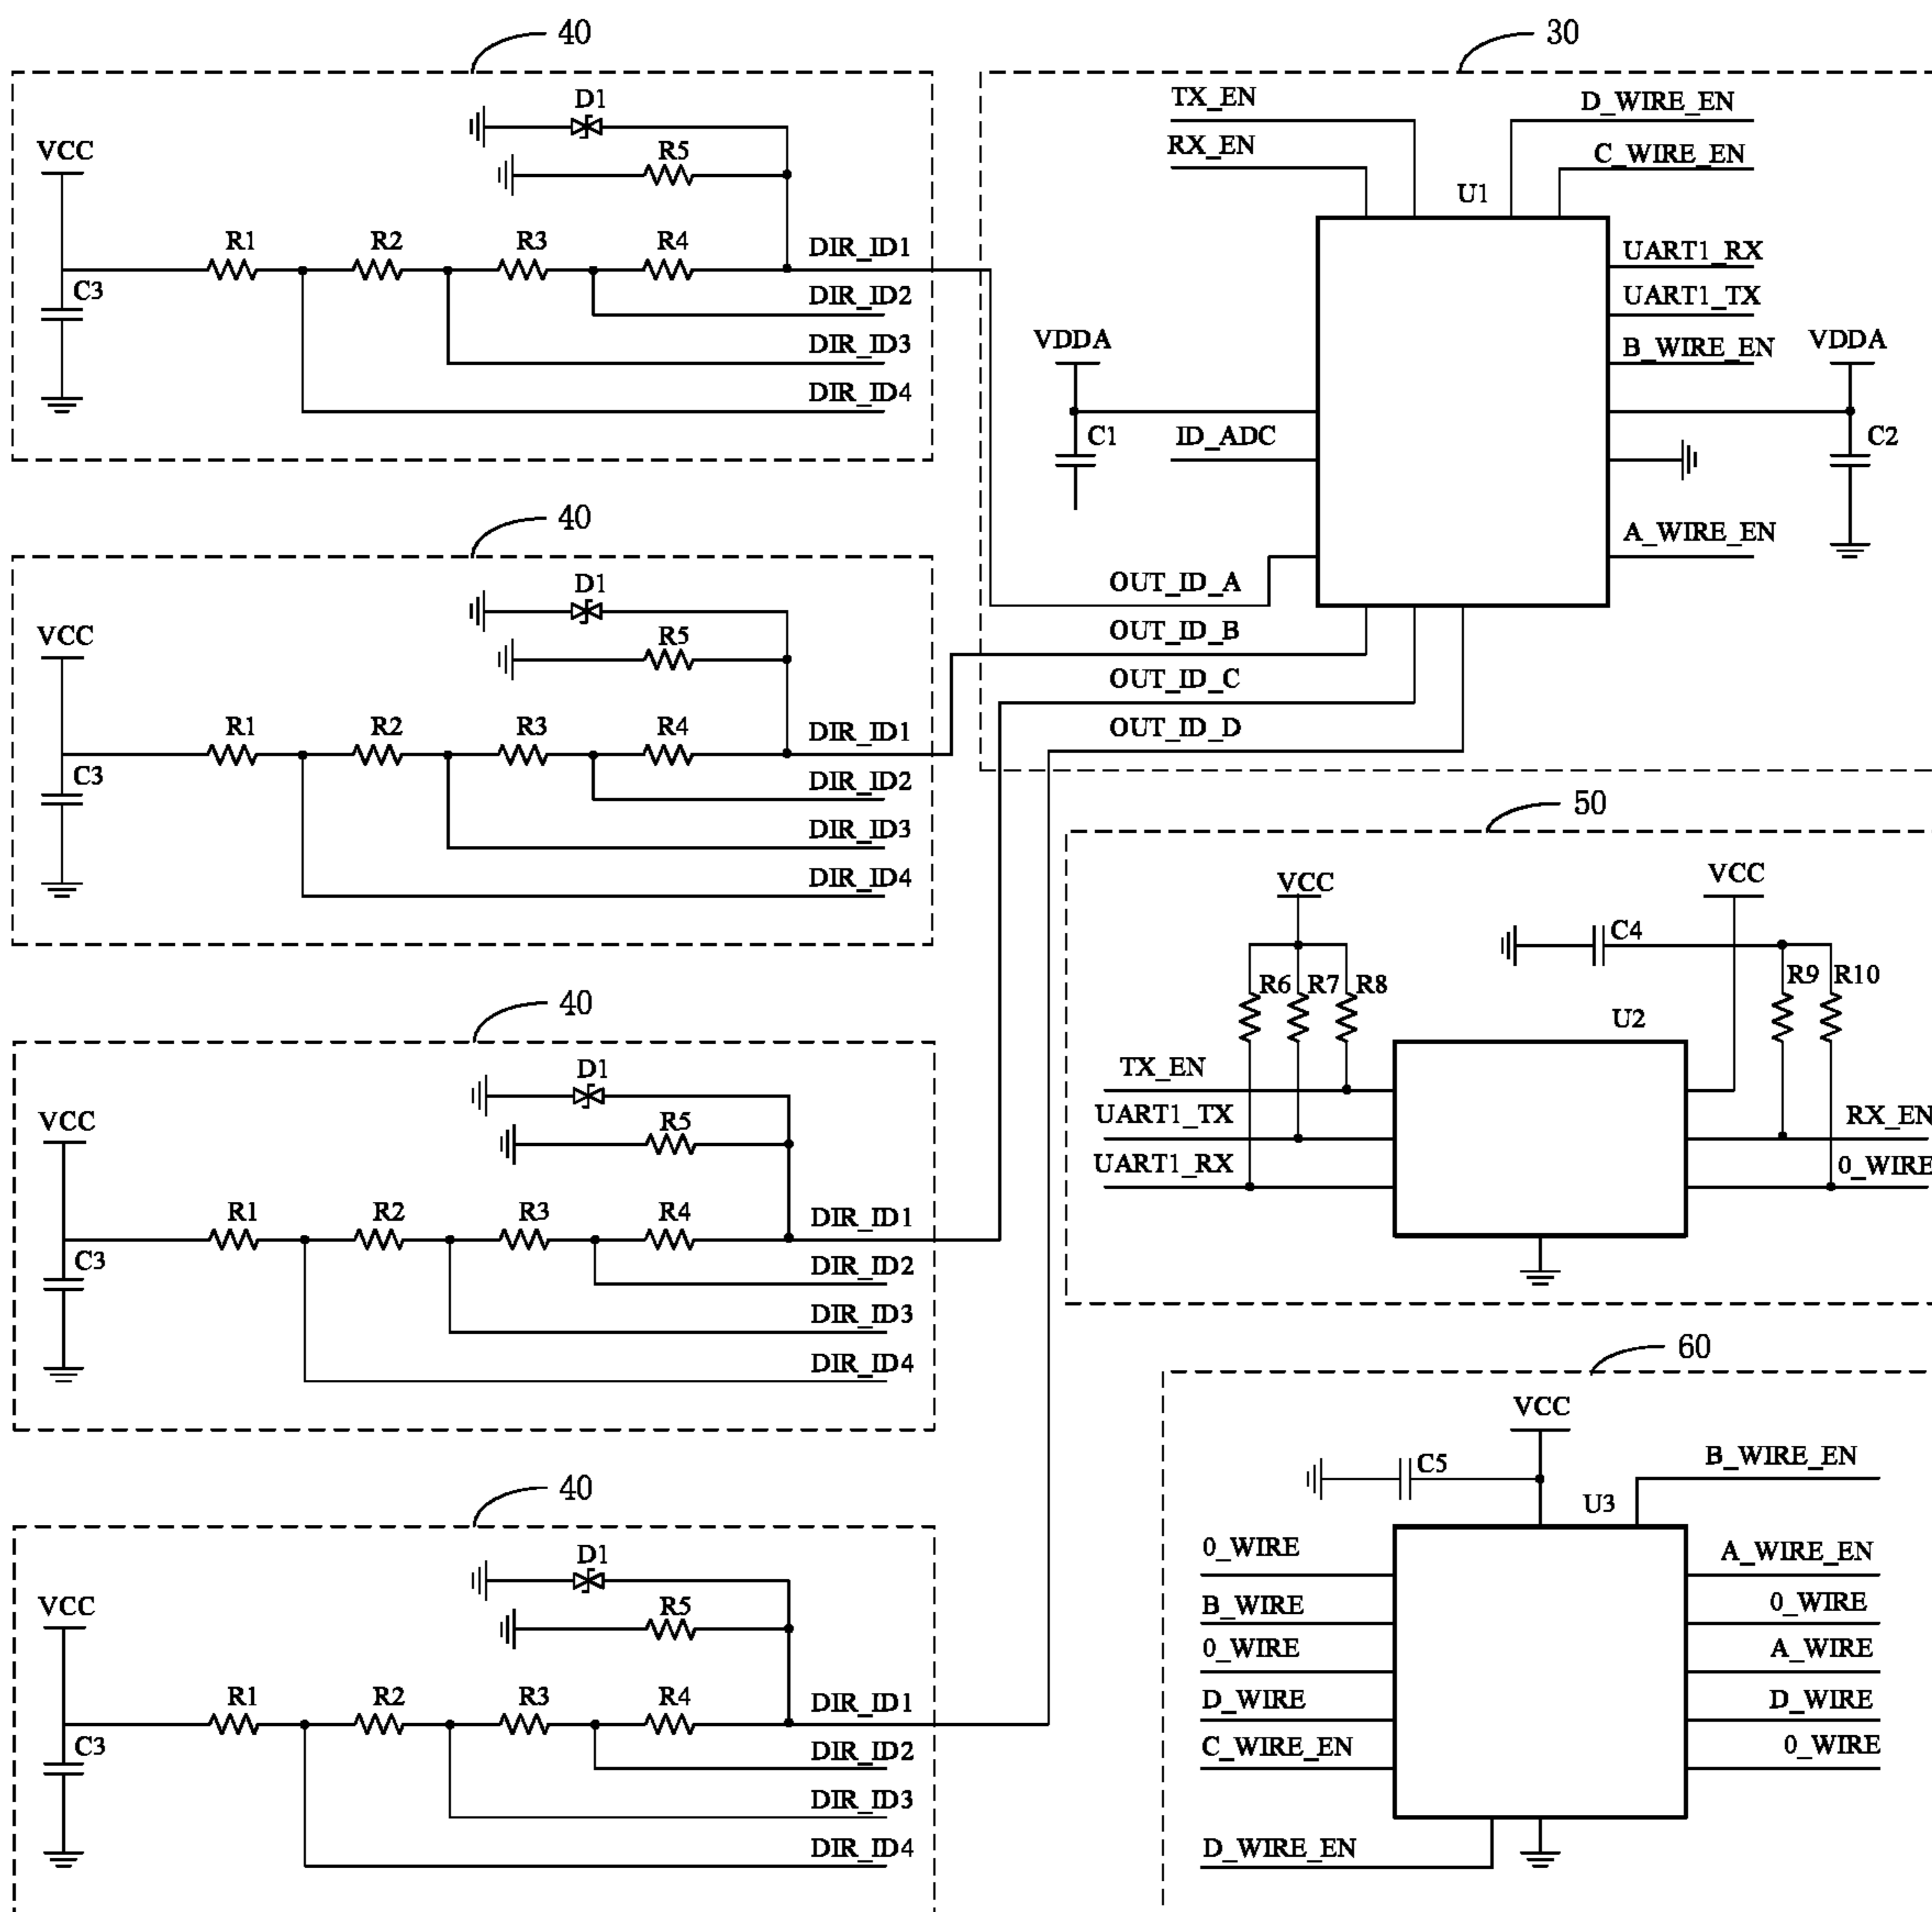 40
D1
VCC
R5
R1
R2
R3
R4
DIR_ID1
C3
DIR_ID2
DIR_ID3
DIR_ID4
40
D1
VCC
R5
R1
R2
R3
R4
DIR_ID1
C3
DIR_ID2
DIR_ID3
DIR_ID4
40
D1
VCC
R5
R1
R2
R3
R4
DIR_ID1
C3
DIR_ID2
DIR_ID3
DIR_ID4
40
D1
VCC
R5
R1
R2
R3
R4
DIR_ID1
C3
DIR_ID2
DIR_ID3
DIR_ID4
30
TX_EN
D_WIRE_EN
RX_EN
C_WIRE_EN
U1
UART1_RX
UART1_TX
VDDA
B_WIRE_EN
VDDA
C1
ID_ADC
C2
A_WIRE_EN
OUT_ID_A
OUT_ID_B
OUT_ID_C
OUT_ID_D
50
VCC
VCC
C4
R6
R7
R8
R9
R10
U2
TX_EN
UART1_TX
RX_EN
UART1_RX
0_WIRE
60
VCC
C5
B_WIRE_EN
U3
0_WIRE
A_WIRE_EN
B_WIRE
0_WIRE
0_WIRE
A_WIRE
D_WIRE
D_WIRE
C_WIRE_EN
0_WIRE
D_WIRE_EN